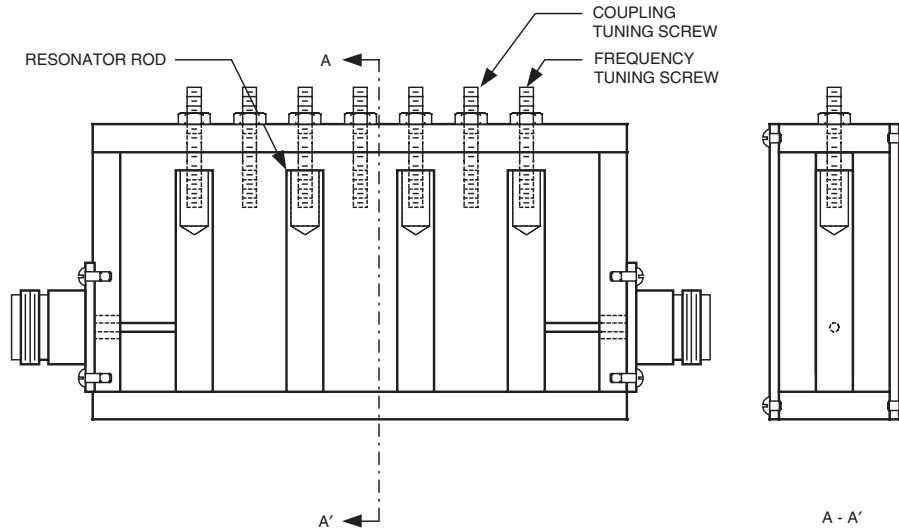 COUPLING
TUNING SCREW
RESONATOR ROD
A
FREQUENCY
TUNING SCREW
A′
A - A′